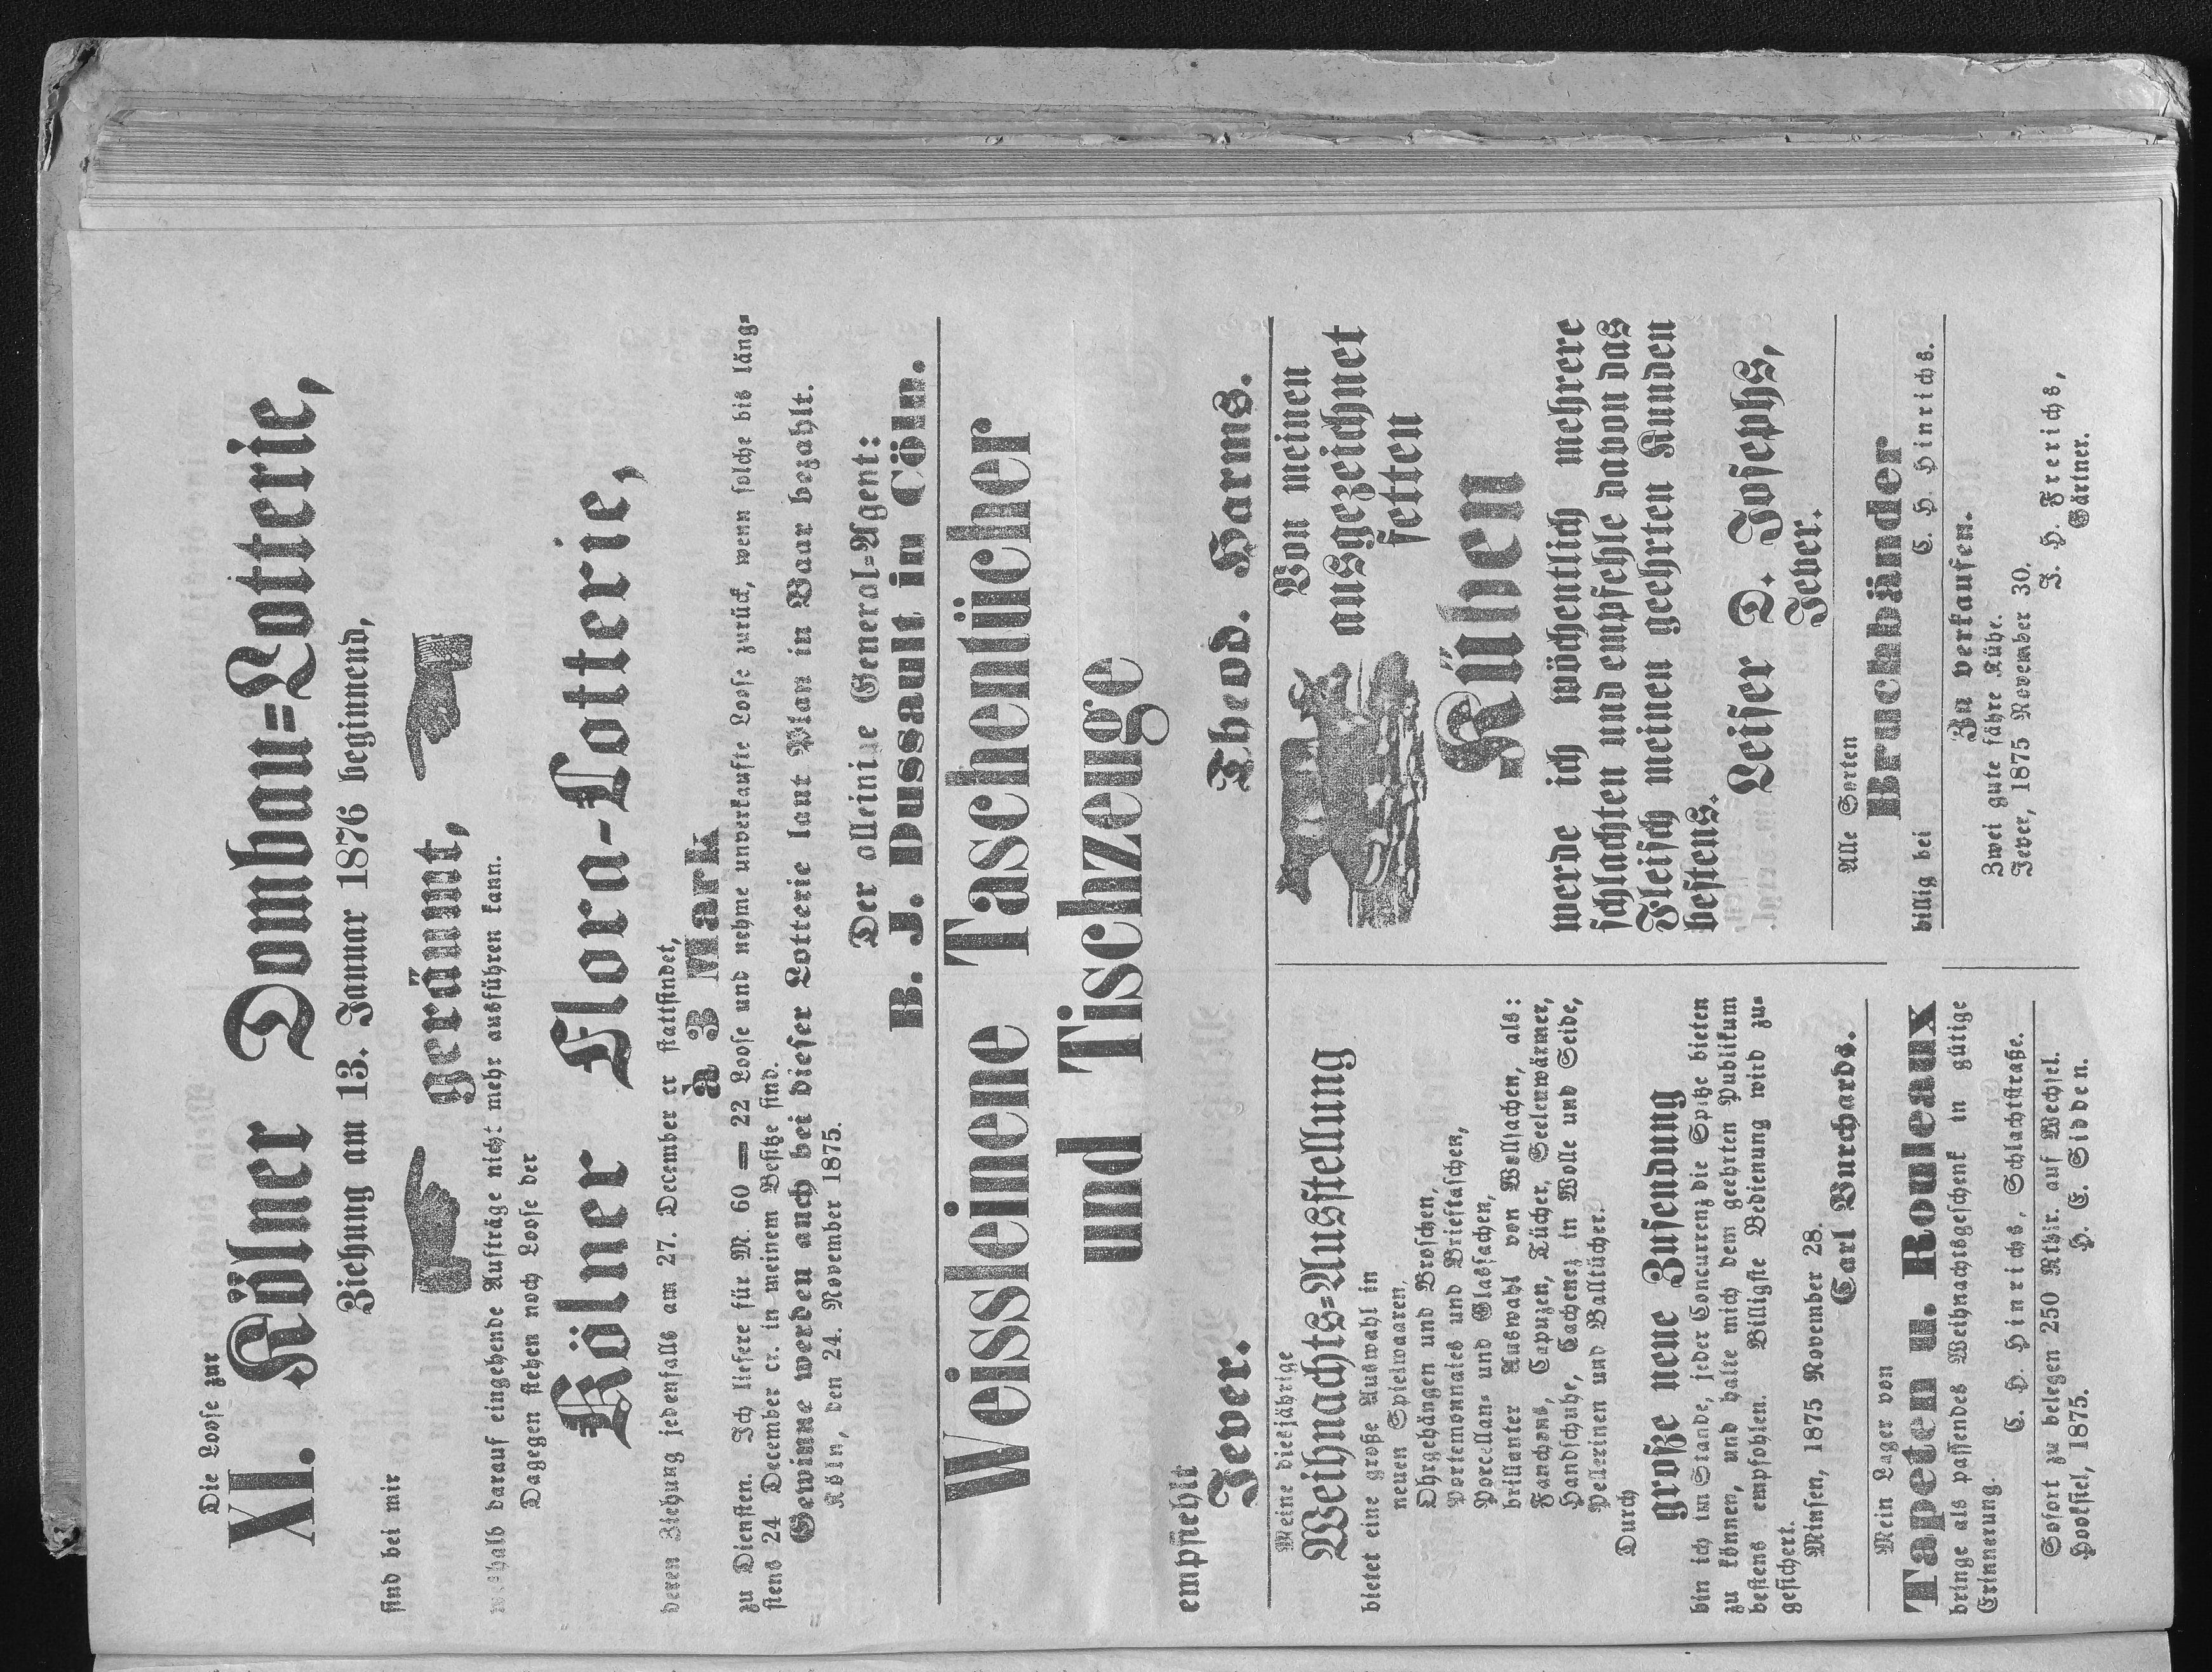 Die Loose zur
XI. Kölner Dombau=Lotterie,
Ziehung am 13. Januar 1876 beginnend,
sind bei mir
geräumt,
weßhalb darauf eingehende Aufträge nicht mehr ausführen kann.
Dagegen stehen noch Loose der
Kölner Flora-Lotterie,
deren Ziehung jedenfalls am 27. December cr stattfindet,
à 3 Mark
zu Diensten. Ich liefere für M. 60 = 22 Loose und nehme unverkaufte Loose zurück, wenn solche bis läng=
stens 24 December cr. in meinem Besitze sind.
Gewinne werden auch bei dieser Lotterie laut Plan in Baar bezahlt.
Köln, den 24. November 1875.
Der alleinige General=Agent:
B. J. Dussault in Cöln.
Weissleinene Taschentücher
und Tischzeuge
empfiehlt
Jever. Theod. Harms.
Meine diesjährige
Weihnachts=Ausstellung
bietet eine große Auswahl in
neuen Spielwaaren,
Ohrgehängen und Broschen,
Portemonnaies und Brieftaschen,
Porcellan= und Glassachen,
brillanter Auswahl von Wollsachen, als:
Fanchons, Capuzen, Tücher, Seelenwärmer,
Handschuhe, Cachenez in Wolle und Seide,
Pellerinen und Balltücher.
Durch
große neue Zusendung
bin ich im Stande, jeder Concurrenz die Spitze bieten
zu können, und halte mich dem geehrten Publikum
bestens empfohlen. Billigste Bedienung wird zu=
gesichert.
Minsen, 1875 November 28.
Carl Burchards.
Mein Lager von
Tapeten u. Rouleaux
bringe als passendes Weihnachtsgeschenk in gütige
Erinnerung.
C. H. Hinrichs, Schlachtstraße.
Sofort zu belegen 250 Rthlr. auf Wechsel.
Hooksiel, 1875. H. E. Sidden.
Von meinen
ausgezeichnet
fetten
Kühen
werde ich wöchentlich mehrere
schlachten und empfehle davon das
Fleisch meinen geehrten Kunden
bestens.
Leiser D. Josephs,
Jever.
Alle Sorten
Bruchbänder
billig bei C. H. Hinrichs.
Zu verkaufen.
Zwei gute fähre Kühe.
Jever, 1875 November 30.
J. H. Frerichs,
Gärtner.